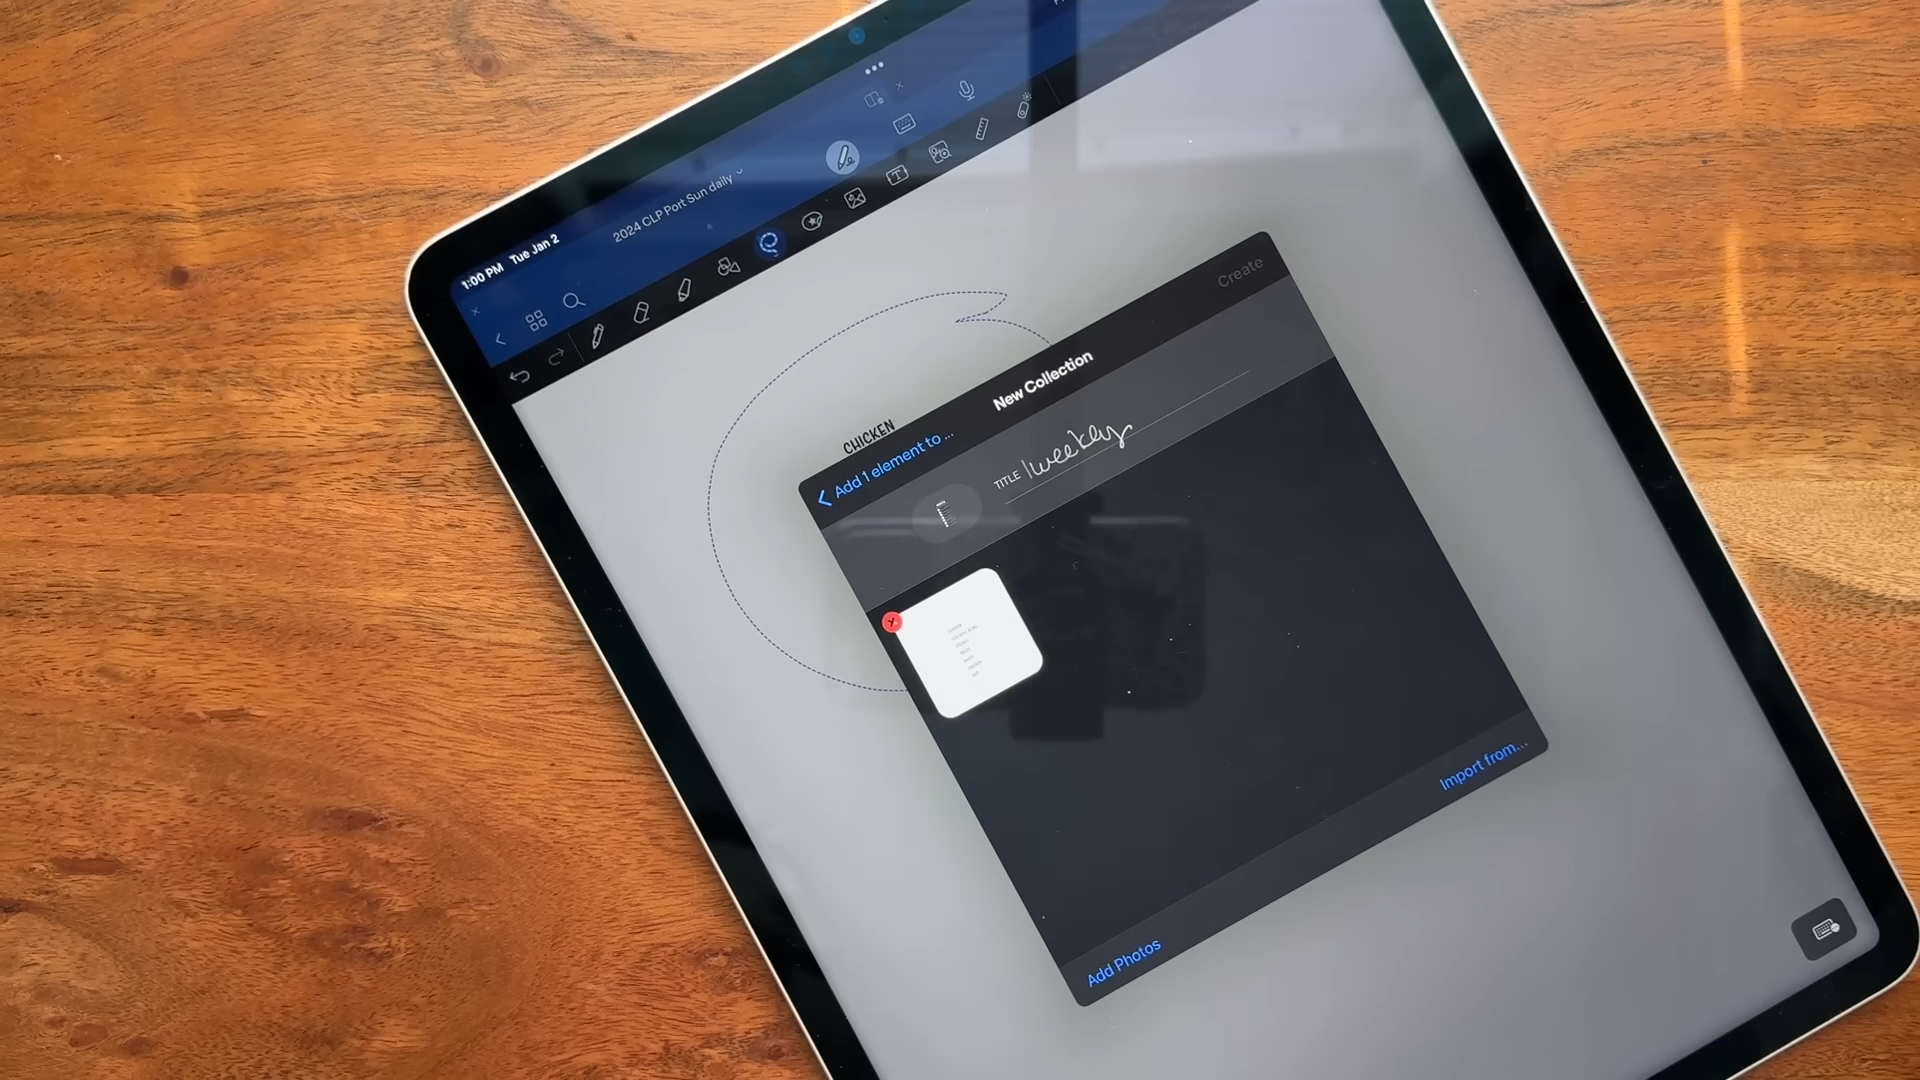 1:00 PM Tue Jan 2
2024 CLP Port Sun daily
CHICKEN
Add 1 element to ...
New Collection
Create
TITLE weekly
Add Photos
Import from...